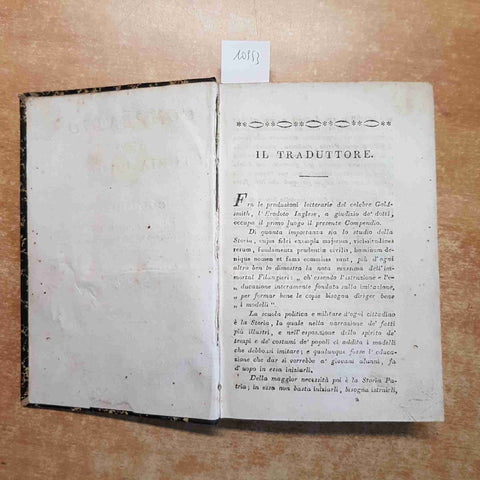 10553
IL TRADUTTORE.
Fra le produzioni letterarie del celebre Gold-
smith, l'Erodoto Inglese, a giudizio de' dotti,
occupa il primo luogo il presente Compendio.
Di quanta importanza sia lo studio della
Storia, cujus fidei exempla majorum, vicissitudines
rerum, fundamenta prudentiæ civilis, hominum de-
nique nomen et fama commissa sunt, più d'ogni
altro ben lo dimostra la nota massima dell'im-
mortal Filangieri, ch'essendo l'istruzione e l'e-
„ ducazione interamente fondata sulla imitazione,
„ per formar bene le copie bisogna diriger bene
„ i modelli".
La scuola politica e militare d'ogni cittadino
è la Storia, la quale nella narrazione de' fatti
più illustri, e nell'esposizione dello spirito de'
tempi e de' costumi de' popoli ci addita i modelli
che debbonsi imitare; e qualunque fosse l'educa-
zione che dar si vorrebbe a' giovani alunni, fa
d'uopo in essa iniziarli.
Della maggior necessità poi è la Storia Pa-
tria; in essa non basta iniziarli, bisogna istruirli,
a